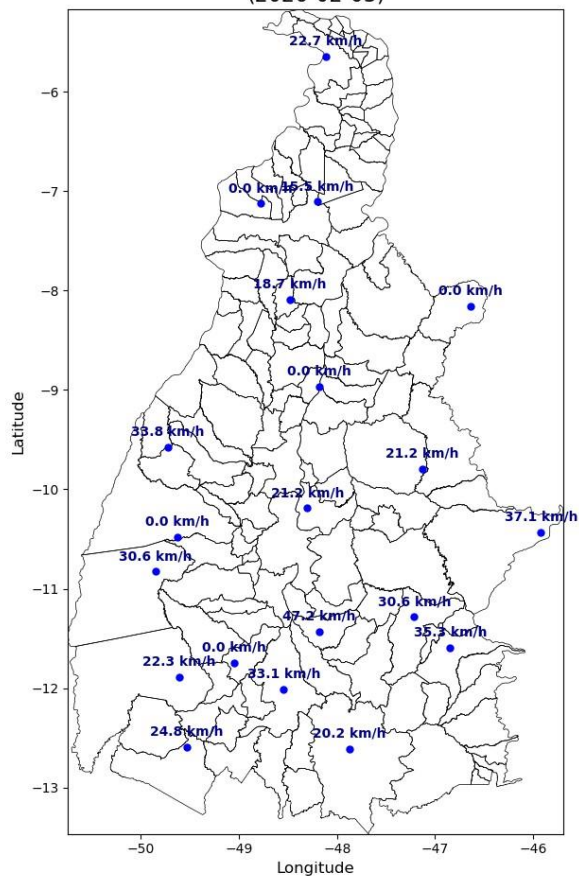 22.7 km/h
−6
0.0 km/h
15.5 km/h
−7
18.7 km/h
0.0 km/h
−8
0.0 km/h
−9
33.8 km/h
21.2 km/h
21.2 km/h
−10
0.0 km/h
37.1 km/h
30.6 km/h
−11
30.6 km/h
47.2 km/h
35.3 km/h
0.0 km/h
22.3 km/h
33.1 km/h
−12
24.8 km/h
20.2 km/h
−13
Latitude
−50 −49 −48 −47 −46
Longitude